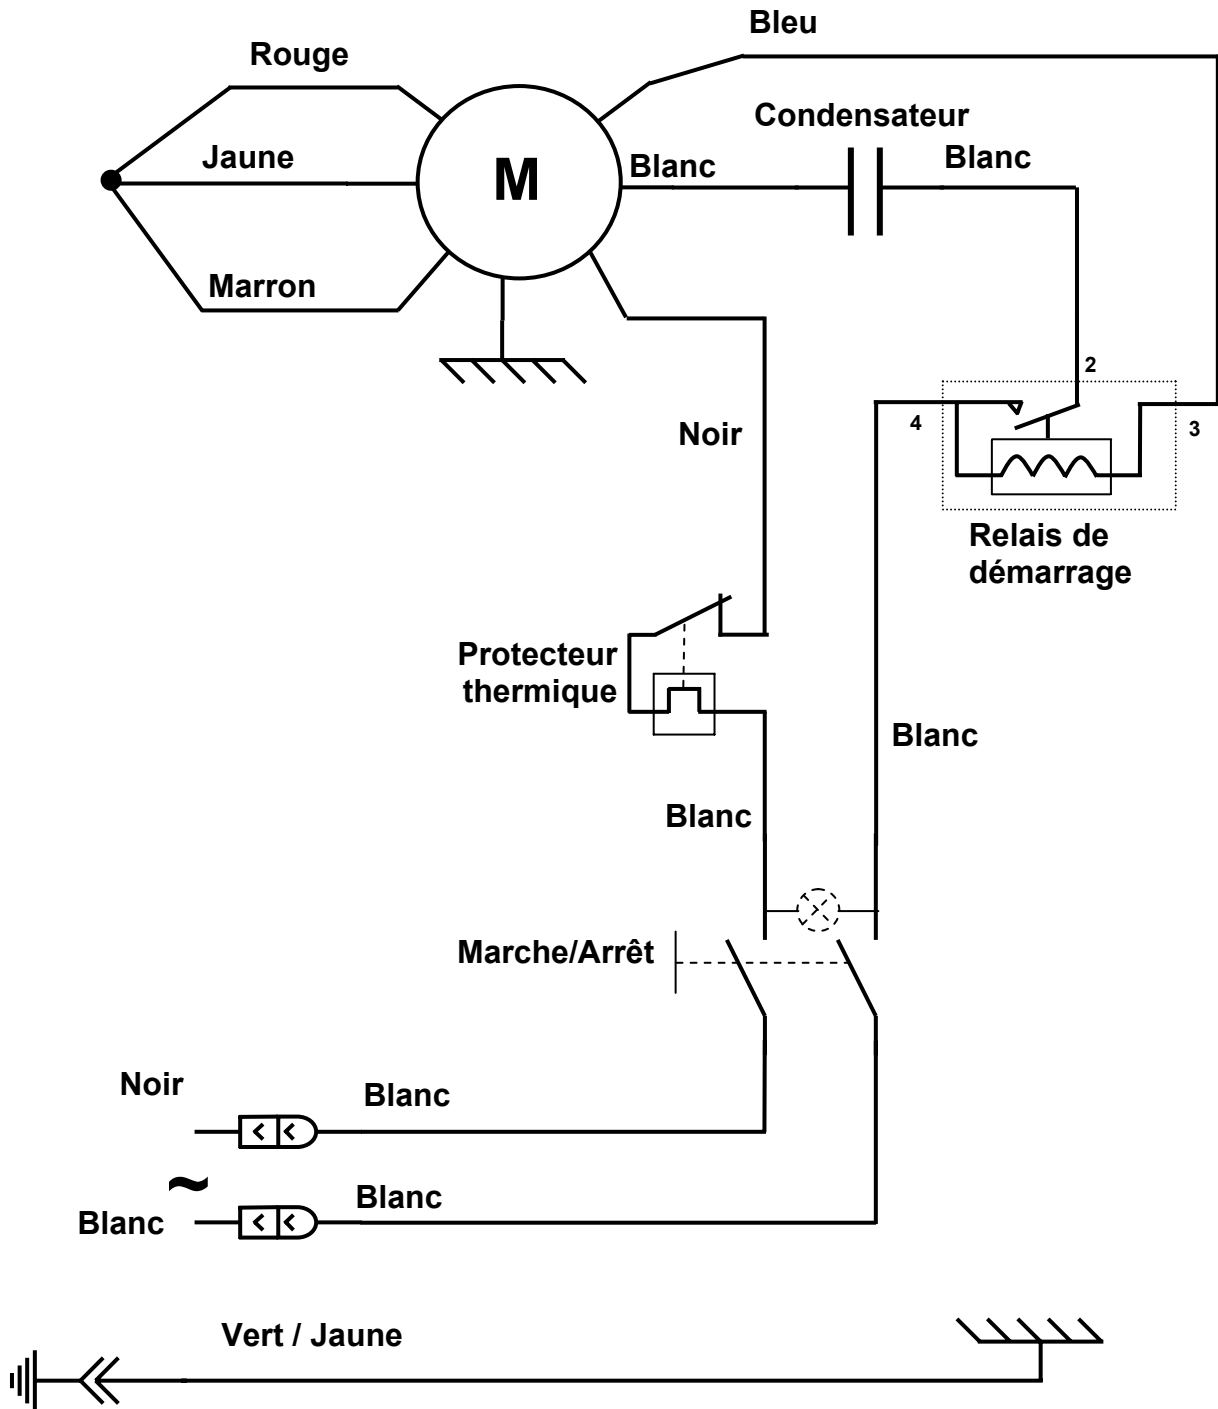 Bleu
Rouge
Condensateur
Jaune
M
Blanc
Blanc
Marron
2
4
3
Noir
Relais de
démarrage
Protecteur
thermique
Blanc
Blanc
Marche/Arrêt
Noir
Blanc
~
Blanc
Blanc
Vert / Jaune